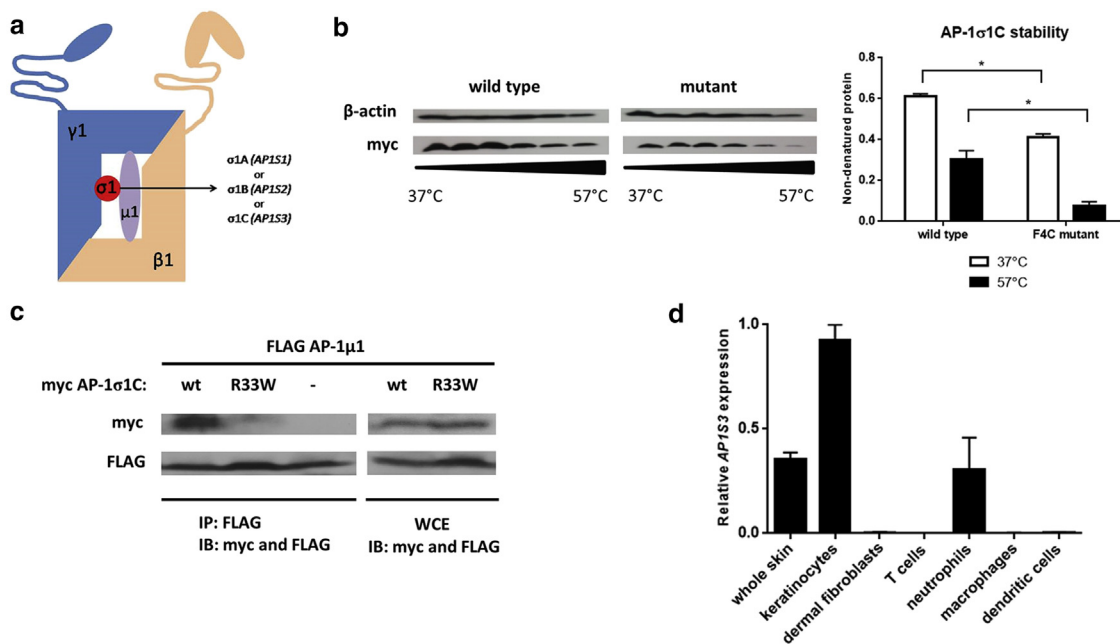 a
γ1
σ1
μ1
β1
σ1A (AP1S1)
or
σ1B (AP1S2)
or
σ1C (AP1S3)
b
wild type
mutant
β-actin
myc
37°C
57°C
37°C
57°C
AP-1σ1C stability
Non-denatured protein
0.8
0.6
0.4
0.2
0.0
*
*
wild type
F4C mutant
37°C
57°C
c
FLAG AP-1μ1
myc AP-1σ1C:
wt
R33W
-
wt
R33W
myc
FLAG
IP: FLAG
IB: myc and FLAG
WCE
IB: myc and FLAG
d
Relative AP1S3 expression
1.0
0.5
0.0
whole skin
keratinocytes
dermal fibroblasts
T cells
neutrophils
macrophages
dendritic cells